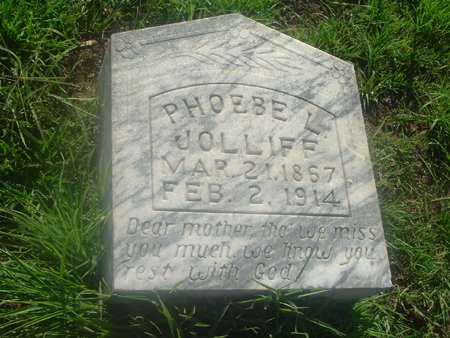 PHOEBE L.
JOLLIFF
MAR. 21, 1867
FEB. 2, 1914
Dear mother, tho' we miss
you much, we know you
rest with God.